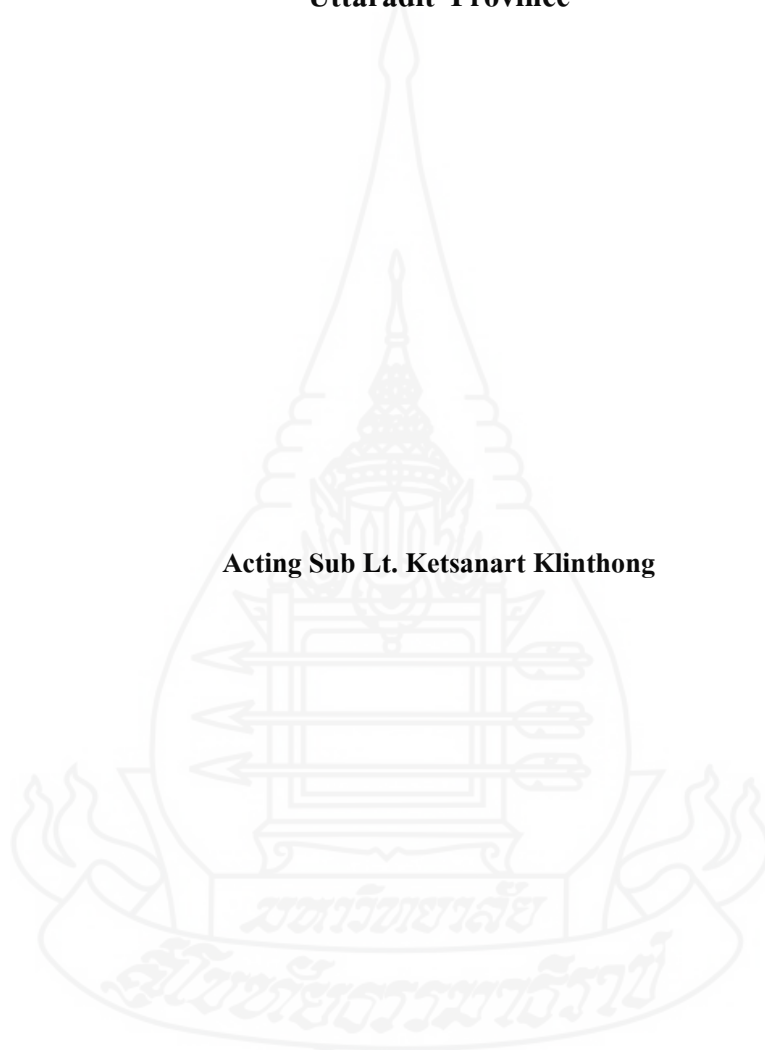 Uttaradit Province
Acting Sub Lt. Ketsanart Klinthong
มหาวิทยาลัย
สุโขทัยธรรมาธิราช